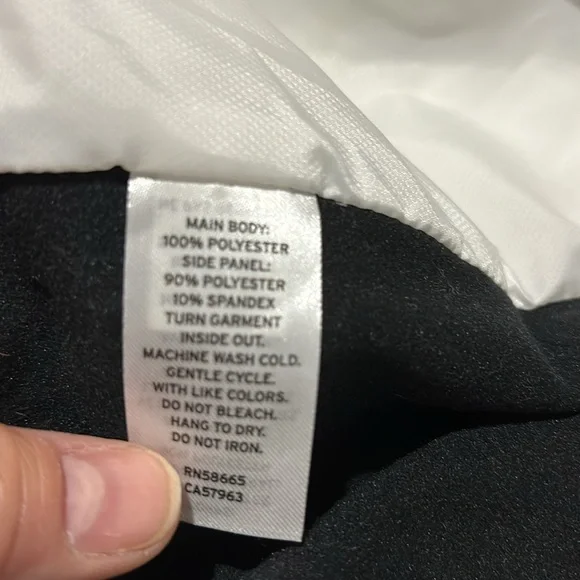 MAIN BODY:
100% POLYESTER
SIDE PANEL:
90% POLYESTER
10% SPANDEX
TURN GARMENT
INSIDE OUT.
MACHINE WASH COLD.
GENTLE CYCLE.
WITH LIKE COLORS.
DO NOT BLEACH.
HANG TO DRY.
DO NOT IRON.
RN58665
CA57963